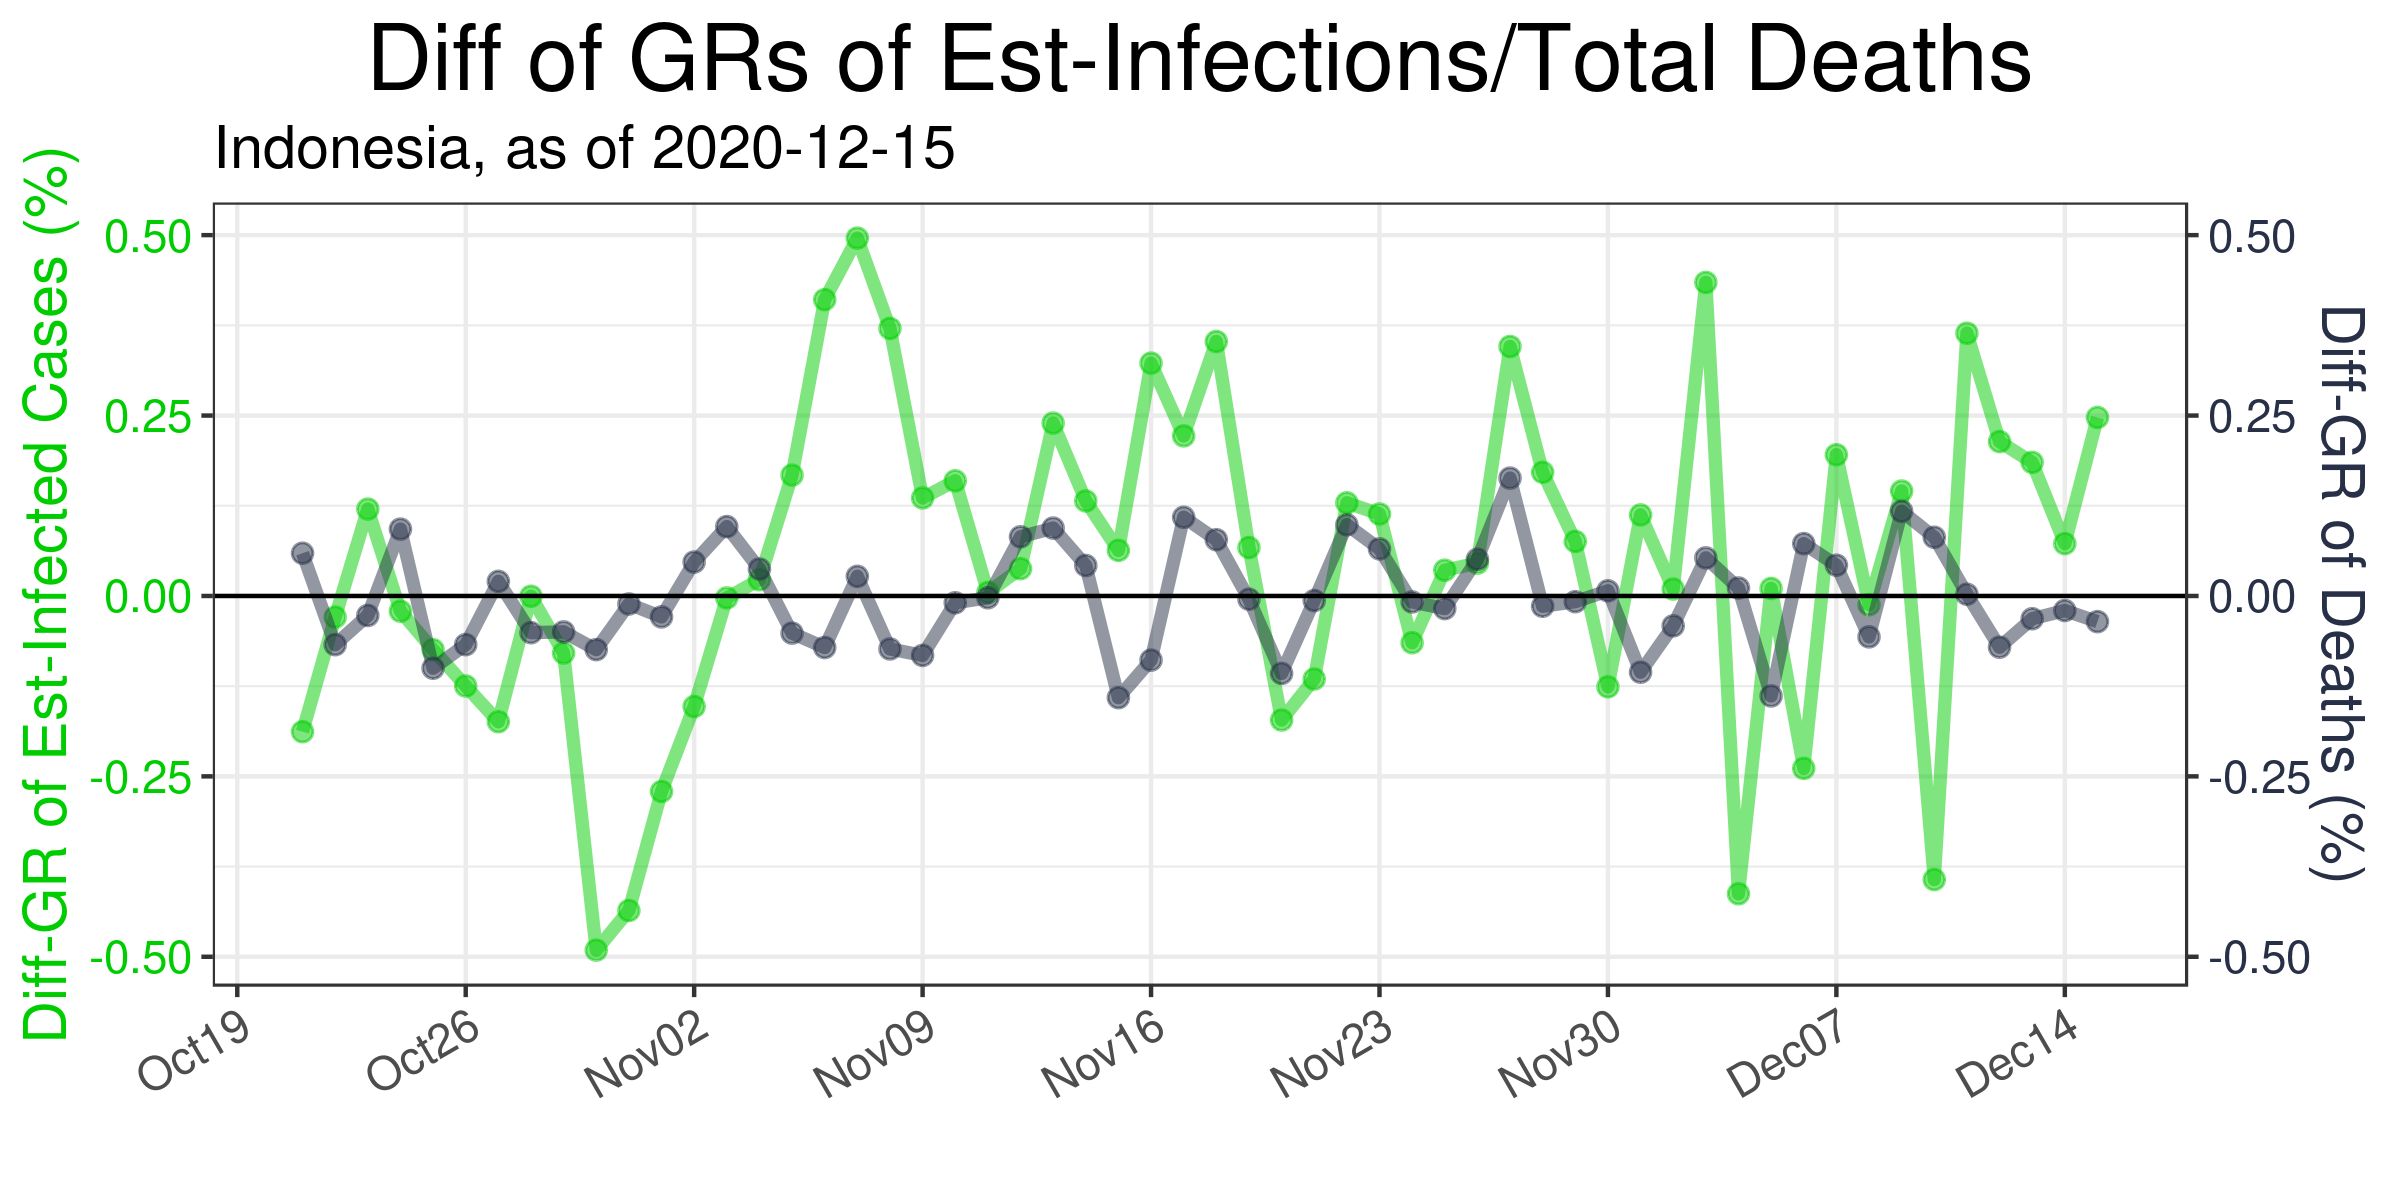 Diff of GRs of Est-Infections/Total Deaths
Indonesia, as of 2020-12-15
Diff-GR of Est-Infected Cases (%)
0.50
0.25
0.00
-0.25
-0.50
0.50
0.25
0.00
-0.25
-0.50
Diff-GR of Deaths (%)
Oct19
Oct26
Nov02
Nov09
Nov16
Nov23
Nov30
Dec07
Dec14